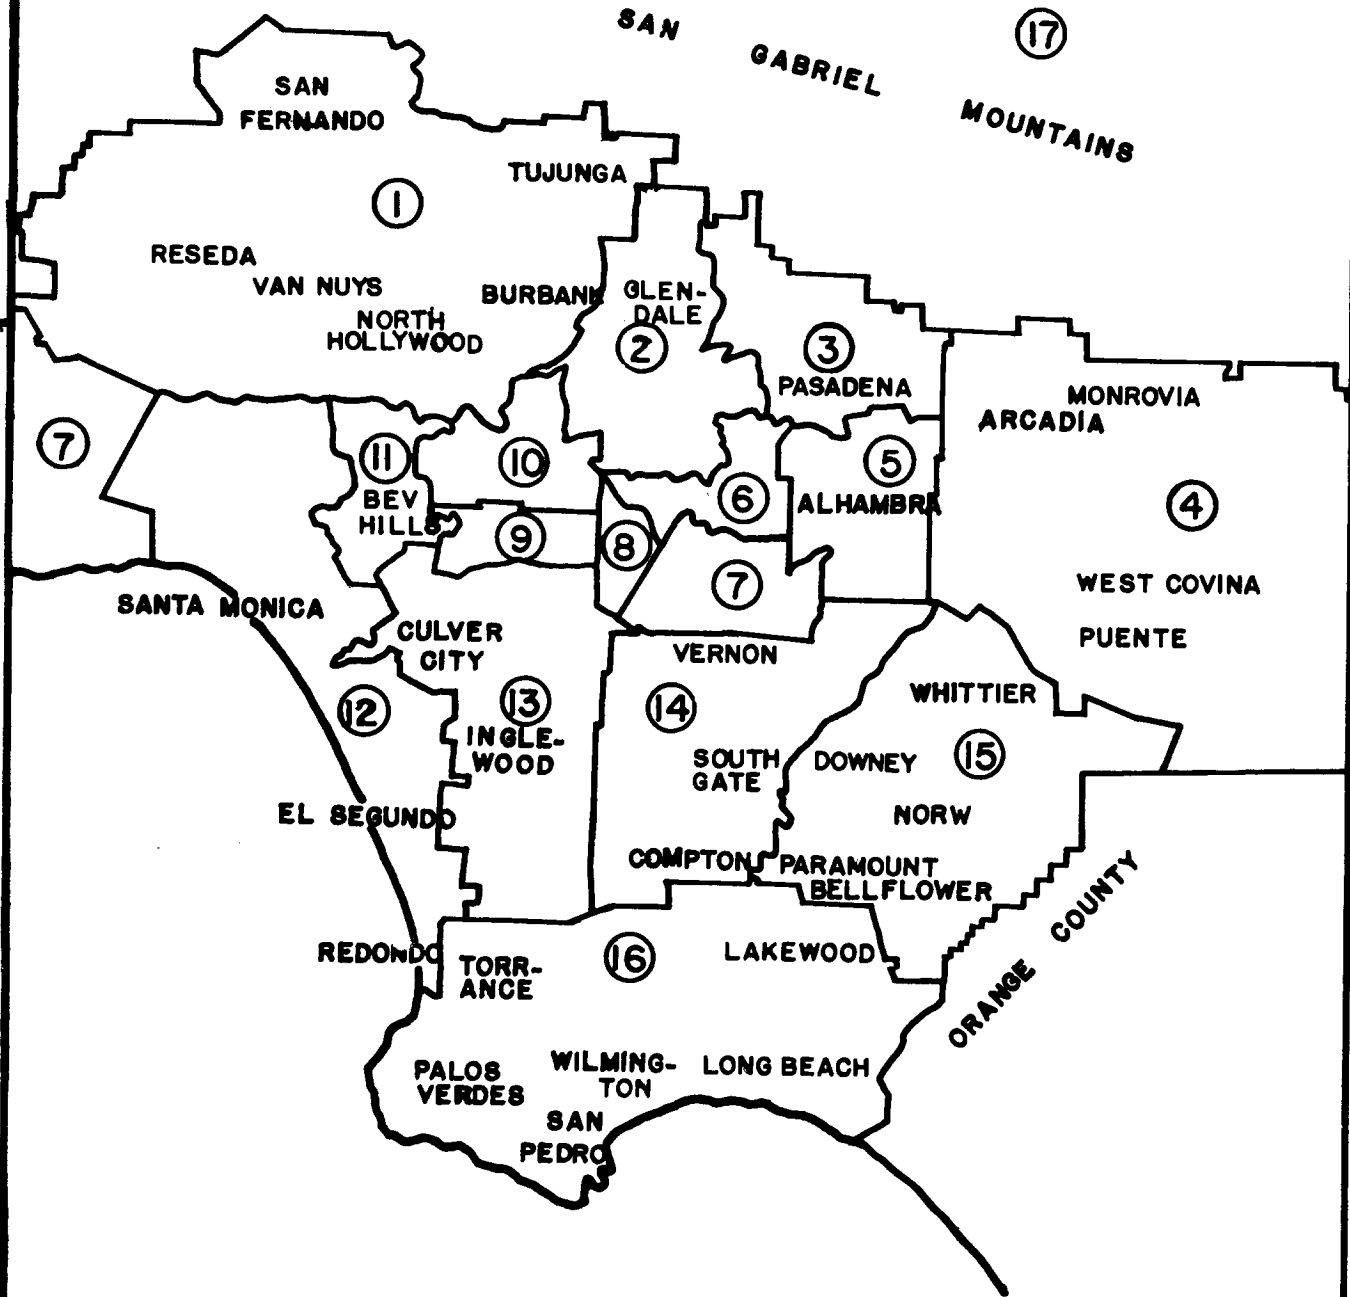 SAN
GABRIEL
MOUNTAINS
17
SAN
FERNANDO
TUJUNGA
1
RESEDA
VAN NUYS
BURBANK
NORTH
HOLLYWOOD
GLEN-
DALE
2
3
PASADENA
MONROVIA
ARCADIA
7
11
10
5
BEV
HILLS
6
ALHAMBRA
4
9
8
7
WEST COVINA
SANTA MONICA
CULVER
CITY
PUENTE
VERNON
WHITTIER
12
13
14
INGLE-
WOOD
SOUTH
GATE
DOWNEY
15
EL SEGUNDO
NORW
COMPTON
PARAMOUNT
BELLFLOWER
ORANGE COUNTY
REDONDO
TORR-
ANCE
16
LAKEWOOD
PALOS
VERDES
WILMING-
TON
LONG BEACH
SAN
PEDRO